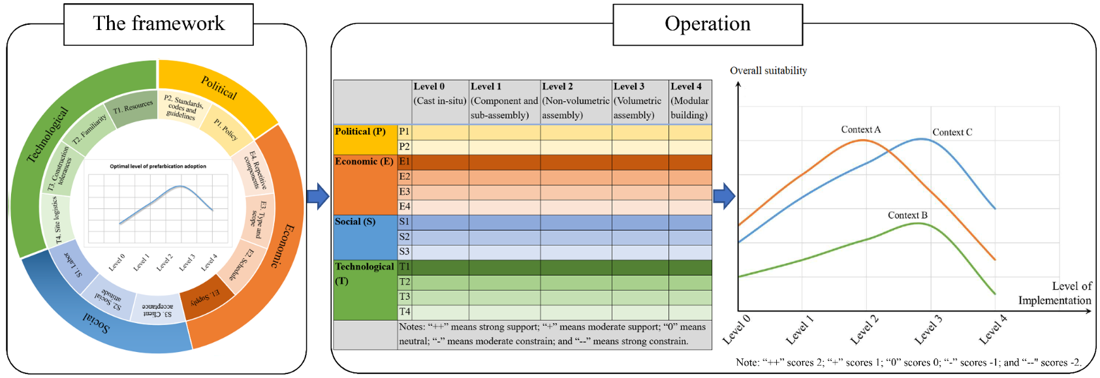 The framework
Operation
Technological
Political
Economic
Social
T1. Resources
T2. Familiarity
T3. Construction
tolerances
T4. Site logistics
P2. Standards,
codes and
guidelines
P1. Policy
E4. Repetitive
components
E3. Type and
scope
E2. Schedule
E1. Supply
S3. Client
acceptance
S2. Social
attitude
S1. Labor
Optimal level of prefarbication adoption
Level 0
Level 1
Level 2
Level 3
Level 4
Level 0 Level 1 Level 2 Level 3 Level 4
(Cast in-situ) (Component and (Non-volumetric (Volumetric (Modular
sub-assembly) assembly) assembly) building)
Political (P) P1
P2
Economic (E) E1
E2
E3
E4
Social (S) S1
S2
S3
Technological T1
(T) T2
T3
T4
Notes: “++” means strong support; “+” means moderate support; “0” means
neutral; “-” means moderate constrain; and “--” means strong constrain.
Overall suitability
Context A
Context C
Context B
Level of
Implementation
Level 0
Level 1
Level 2
Level 3
Level 4
Note: “++” scores 2; “+” scores 1; “0” scores 0; “-” scores -1; and “--” scores -2.